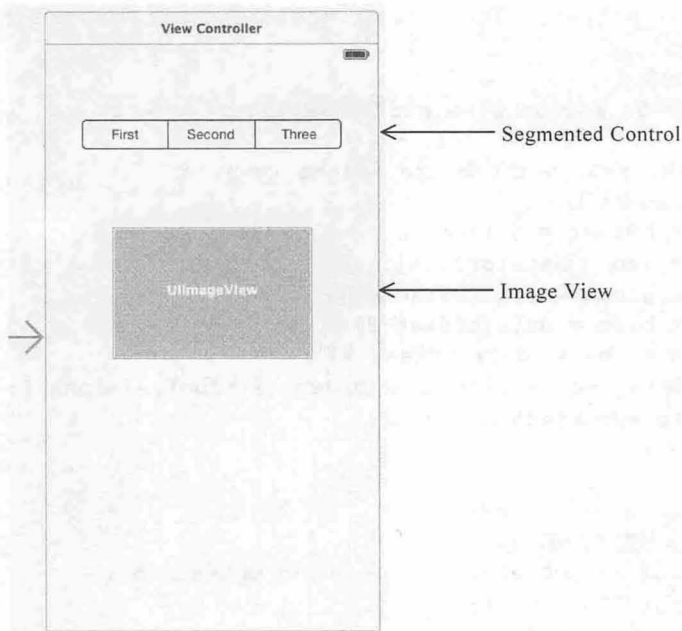 View Controller
First Second Three
Segmented Control
UIImageView
Image View